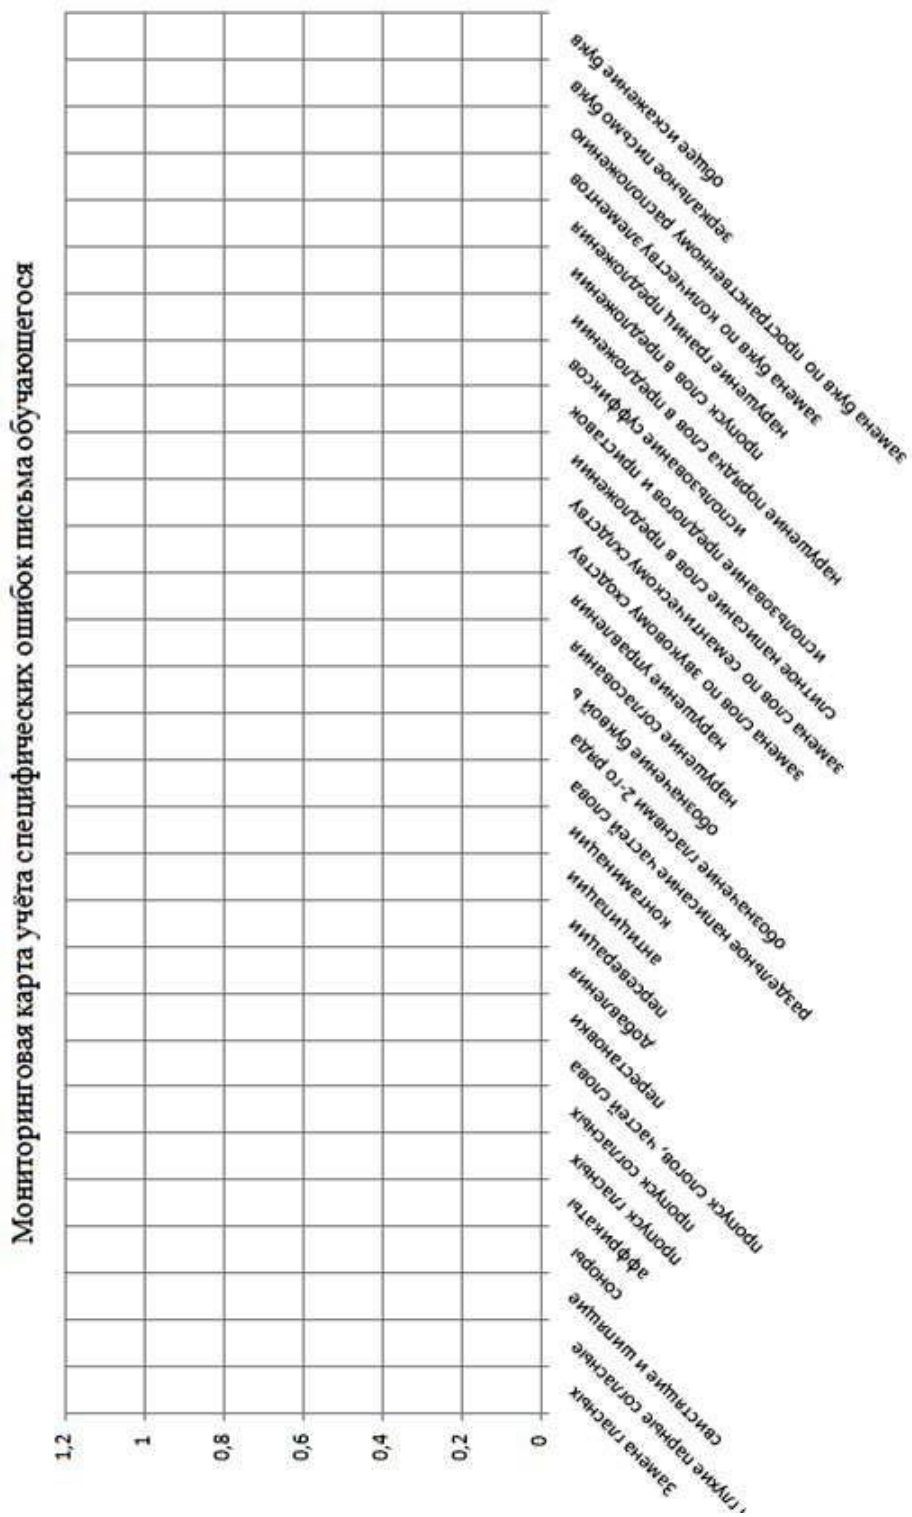 Мониторинговая карта учёта специфических ошибок письма обучающегося
1,2
1
0,8
0,6
0,4
0,2
0
Замена гласных
глухие парные согласные
свистящие и шипящие
соноры
аффрикаты
пропуск гласных
пропуск согласных
пропуск слогов, частей слова
перестановки
добавления
персеверации
антиципации
контаминации
раздельное написание частей слова
обозначение гласнвми 2-го ряда
обозначение буквой ь
нарушение согласования
нарушение управления
замена слов по звуковому сходству
замена слов по семантическому схлдству
слитное написание слов в предложении
использование предлогов и приставок
использование суффиксов
нарушение порядка слов в предложении
пропуск слов в предложении
нарушение границ предложения
замена букв по количеству элементов
замена букв по пространственному расположению
зеркальное письмо букв
общее искажение букв